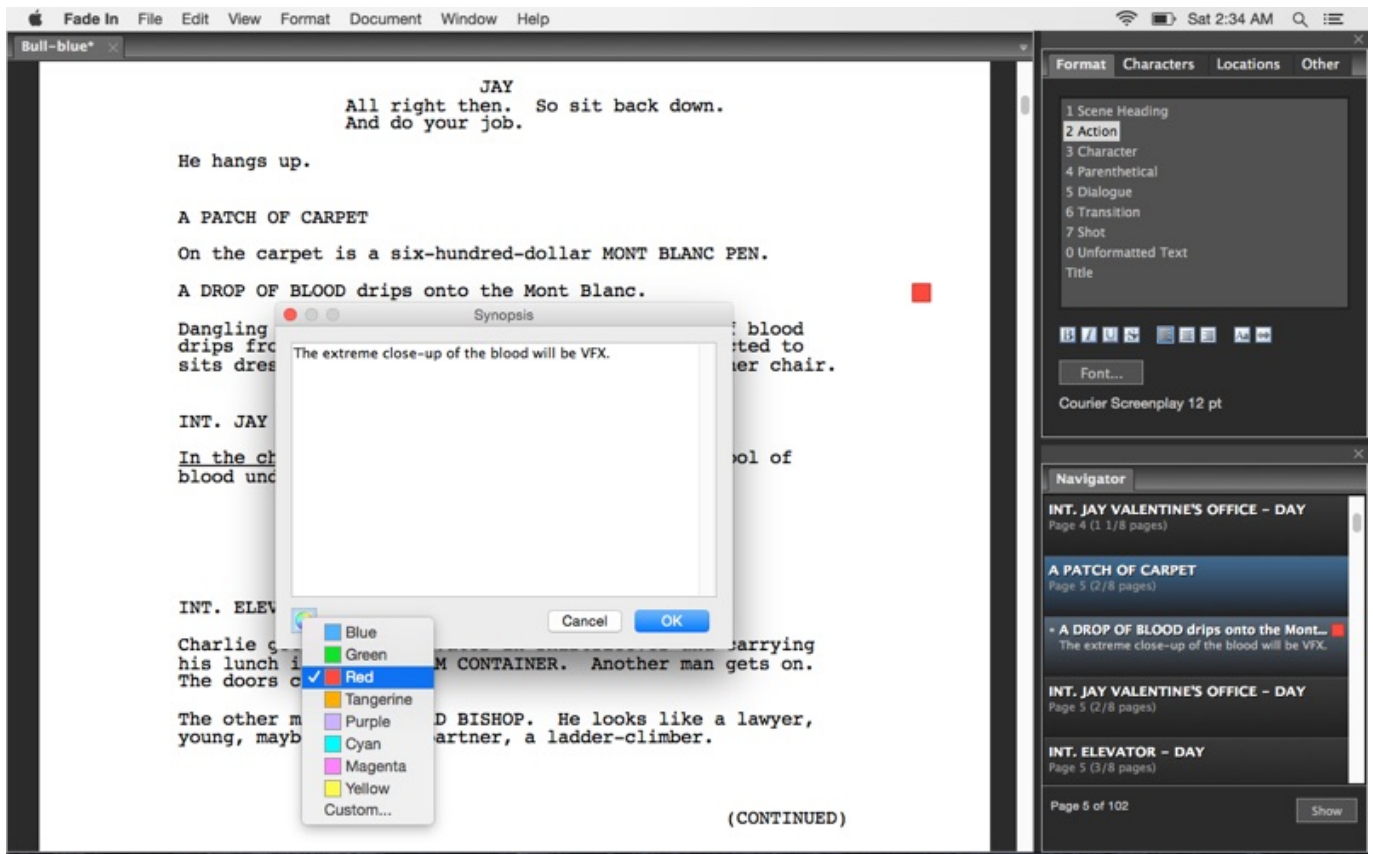 Fade In File Edit View Format Document Window Help
Sat 2:34 AM
Bull-blue*
JAY
All right then. So sit back down.
And do your job.
He hangs up.
A PATCH OF CARPET
On the carpet is a six-hundred-dollar MONT BLANC PEN.
A DROP OF BLOOD drips onto the Mont Blanc.
Dangling
blood
drips
to
sits
chair.
INT. JAY
In the
of
blood
INT.
Charlie
carrying
his lunch
CONTAINER. Another man gets on.
The doors
The other
BISHOP. He looks like a lawyer,
young,
a ladder-climber.
(CONTINUED)
Synopsis
The extreme close-up of the blood will be VFX.
Cancel OK
Blue
Green
Red
Tangerine
Purple
Cyan
Magenta
Yellow
Custom...
Format Characters Locations Other
1 Scene Heading
2 Action
3 Character
4 Parenthetical
5 Dialogue
6 Transition
7 Shot
0 Unformatted Text
Title
B I U S
Font...
Courier Screenplay 12 pt
Navigator
INT. JAY VALENTINE'S OFFICE - DAY
Page 4 (1 1/8 pages)
A PATCH OF CARPET
Page 5 (2/8 pages)
A DROP OF BLOOD drips onto the Mont...
The extreme close-up of the blood will be VFX.
INT. JAY VALENTINE'S OFFICE - DAY
Page 5 (2/8 pages)
INT. ELEVATOR - DAY
Page 5 (3/8 pages)
Page 5 of 102
Show